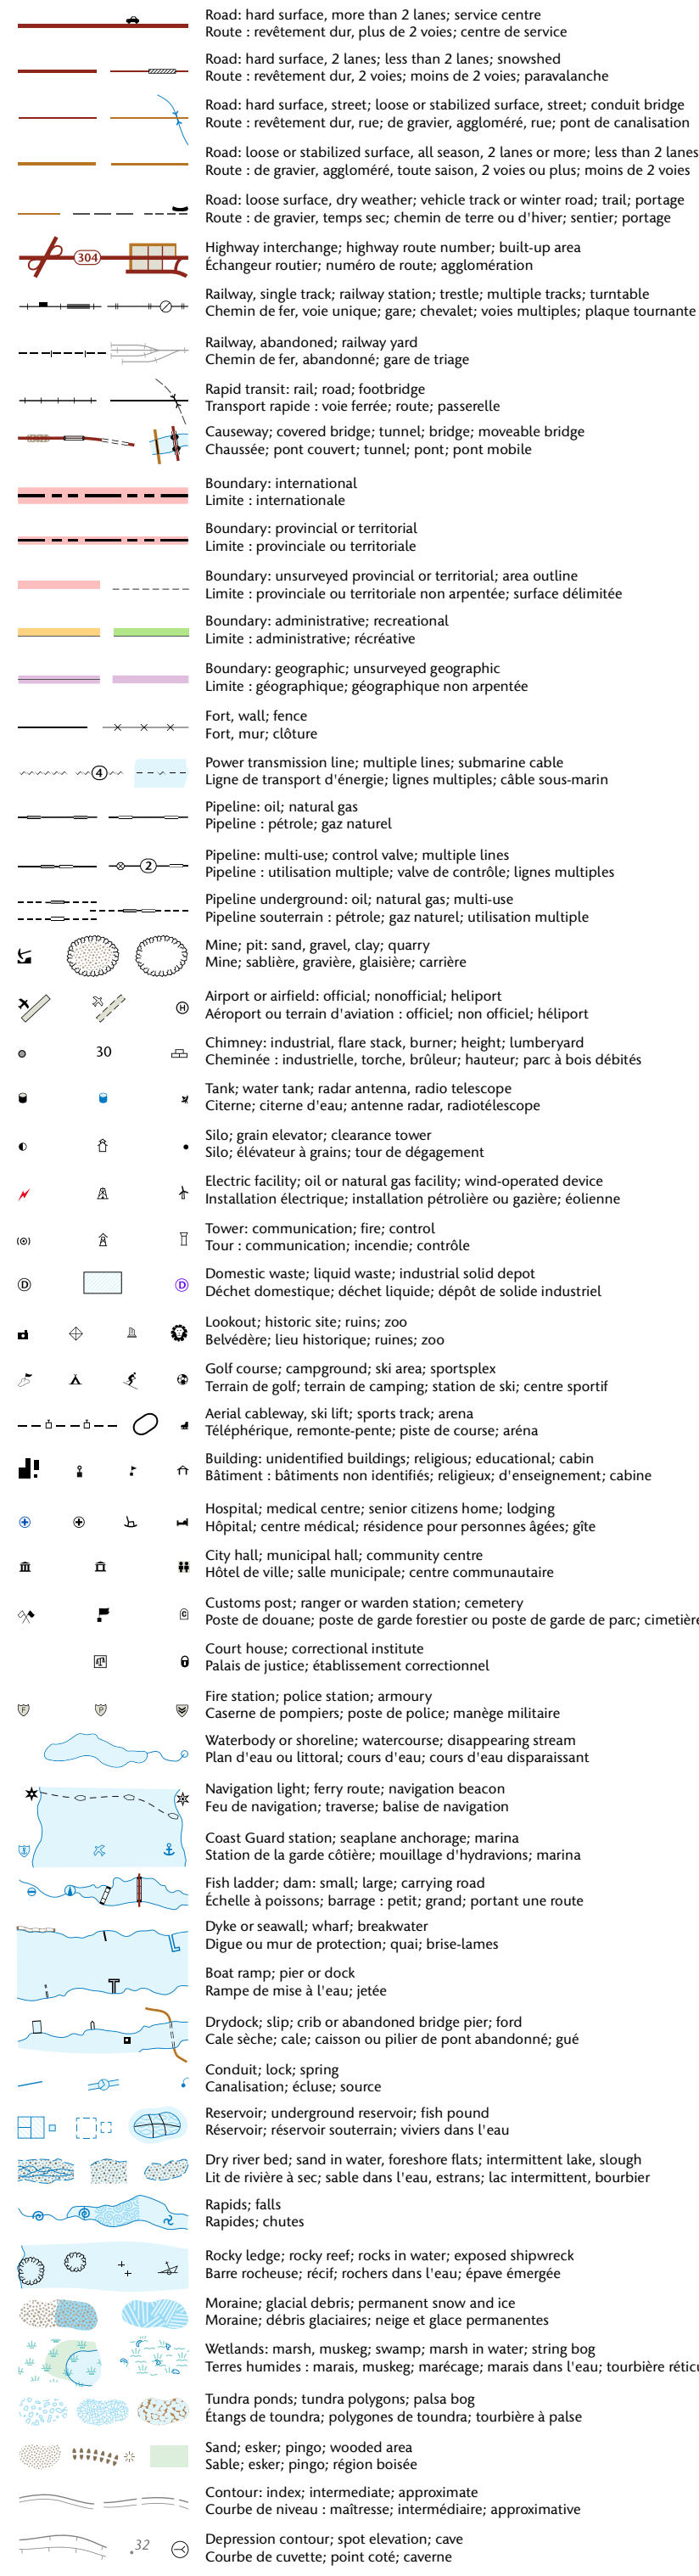 Road: hard surface, more than 2 lanes; service centre
Route : revêtement dur, plus de 2 voies; centre de service
Road: hard surface, 2 lanes; less than 2 lanes; snowshed
Route : revêtement dur, 2 voies; moins de 2 voies; paravalanche
Road: hard surface, street; loose or stabilized surface, street; conduit bridge
Route : revêtement dur, rue; de gravier, aggloméré, rue; pont de canalisation
Road: loose or stabilized surface, all season, 2 lanes or more; less than 2 lanes
Route : de gravier, aggloméré, toute saison, 2 voies ou plus; moins de 2 voies
Road: loose surface, dry weather; vehicle track or winter road; trail; portage
Route : de gravier, temps sec; chemin de terre ou d'hiver; sentier; portage
304
Highway interchange; highway route number; built-up area
Échangeur routier; numéro de route; agglomération
Railway, single track; railway station; trestle; multiple tracks; turntable
Chemin de fer, voie unique; gare; chevalet; voies multiples; plaque tournante
Railway, abandoned; railway yard
Chemin de fer, abandonné; gare de triage
Rapid transit: rail; road; footbridge
Transport rapide : voie ferrée; route; passerelle
Causeway; covered bridge; tunnel; bridge; moveable bridge
Chaussée; pont couvert; tunnel; pont; pont mobile
Boundary: international
Limite : internationale
Boundary: provincial or territorial
Limite : provinciale ou territoriale
Boundary: unsurveyed provincial or territorial; area outline
Limite : provinciale ou territoriale non arpentée; surface délimitée
Boundary: administrative; recreational
Limite : administrative; récréative
Boundary: geographic; unsurveyed geographic
Limite : géographique; géographique non arpentée
Fort, wall; fence
Fort, mur; clôture
4
Power transmission line; multiple lines; submarine cable
Ligne de transport d'énergie; lignes multiples; câble sous-marin
Pipeline: oil; natural gas
Pipeline : pétrole; gaz naturel
2
Pipeline: multi-use; control valve; multiple lines
Pipeline : utilisation multiple; valve de contrôle; lignes multiples
Pipeline underground: oil; natural gas; multi-use
Pipeline souterrain : pétrole; gaz naturel; utilisation multiple
Mine; pit: sand, gravel, clay; quarry
Mine; sablière, gravière, glaisière; carrière
H
Airport or airfield: official; nonofficial; heliport
Aéroport ou terrain d'aviation : officiel; non officiel; héliport
30
Chimney: industrial, flare stack, burner; height; lumberyard
Cheminée : industrielle, torche, brûleur; hauteur; parc à bois débités
Tank; water tank; radar antenna, radio telescope
Citerne; citerne d'eau; antenne radar, radiotélescope
Silo; grain elevator; clearance tower
Silo; élévateur à grains; tour de dégagement
Electric facility; oil or natural gas facility; wind-operated device
Installation électrique; installation pétrolière ou gazière; éolienne
Tower: communication; fire; control
Tour : communication; incendie; contrôle
D D
Domestic waste; liquid waste; industrial solid depot
Déchet domestique; déchet liquide; dépôt de solide industriel
Lookout; historic site; ruins; zoo
Belvédère; lieu historique; ruines; zoo
Golf course; campground; ski area; sportsplex
Terrain de golf; terrain de camping; station de ski; centre sportif
Aerial cableway, ski lift; sports track; arena
Téléphérique, remonte-pente; piste de course; aréna
Building: unidentified buildings; religious; educational; cabin
Bâtiment : bâtiments non identifiés; religieux; d'enseignement; cabine
Hospital; medical centre; senior citizens home; lodging
Hôpital; centre médical; résidence pour personnes âgées; gîte
City hall; municipal hall; community centre
Hôtel de ville; salle municipale; centre communautaire
C
Customs post; ranger or warden station; cemetery
Poste de douane; poste de garde forestier ou poste de garde de parc; cimetière
Court house; correctional institute
Palais de justice; établissement correctionnel
F P
Fire station; police station; armoury
Caserne de pompiers; poste de police; manège militaire
Waterbody or shoreline; watercourse; disappearing stream
Plan d'eau ou littoral; cours d'eau; cours d'eau disparaissant
Navigation light; ferry route; navigation beacon
Feu de navigation; traverse; balise de navigation
Coast Guard station; seaplane anchorage; marina
Station de la garde côtière; mouillage d'hydravions; marina
Fish ladder; dam: small; large; carrying road
Échelle à poissons; barrage : petit; grand; portant une route
Dyke or seawall; wharf; breakwater
Digue ou mur de protection; quai; brise-lames
Boat ramp; pier or dock
Rampe de mise à l'eau; jetée
Drydock; slip; crib or abandoned bridge pier; ford
Cale sèche; cale; caisson ou pilier de pont abandonné; gué
Conduit; lock; spring
Canalisation; écluse; source
Reservoir; underground reservoir; fish pound
Réservoir; réservoir souterrain; viviers dans l'eau
Dry river bed; sand in water, foreshore flats; intermittent lake, slough
Lit de rivière à sec; sable dans l'eau, estrans; lac intermittent, bourbier
Rapids; falls
Rapides; chutes
Rocky ledge; rocky reef; rocks in water; exposed shipwreck
Barre rocheuse; récif; rochers dans l'eau; épave émergée
Moraine; glacial debris; permanent snow and ice
Moraine; débris glaciaires; neige et glace permanentes
Wetlands: marsh, muskeg; swamp; marsh in water; string bog
Terres humides : marais, muskeg; marécage; marais dans l'eau; tourbière réticu
Tundra ponds; tundra polygons; palsa bog
Étangs de toundra; polygones de toundra; tourbière à palse
Sand; esker; pingo; wooded area
Sable; esker; pingo; région boisée
Contour: index; intermediate; approximate
Courbe de niveau : maîtresse; intermédiaire; approximative
.32
Depression contour; spot elevation; cave
Courbe de cuvette; point coté; caverne